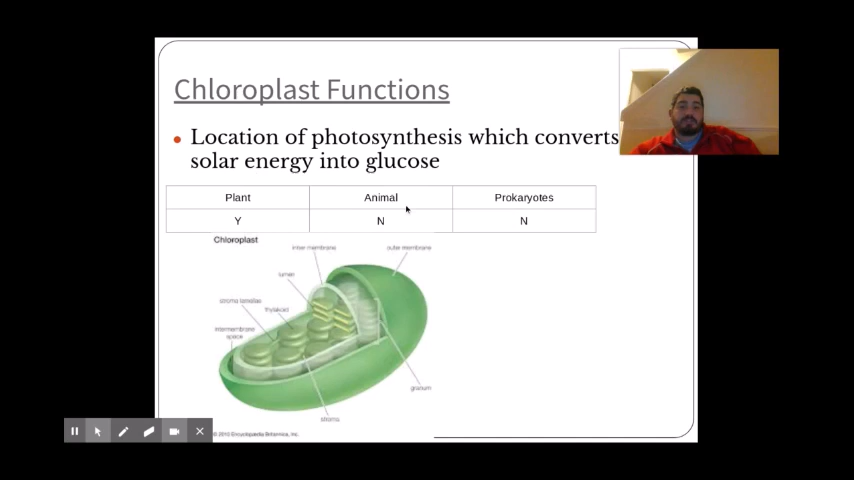 Chloroplast Functions
Location of photosynthesis which converts
solar energy into glucose
Plant Animal Prokaryotes
Y N N
Chloroplast
inner membrane
outer membrane
lumen
stroma lamellae
thylakoid
intermembrane
space
granum
stroma
2010 Encyclopædia Britannica, Inc.